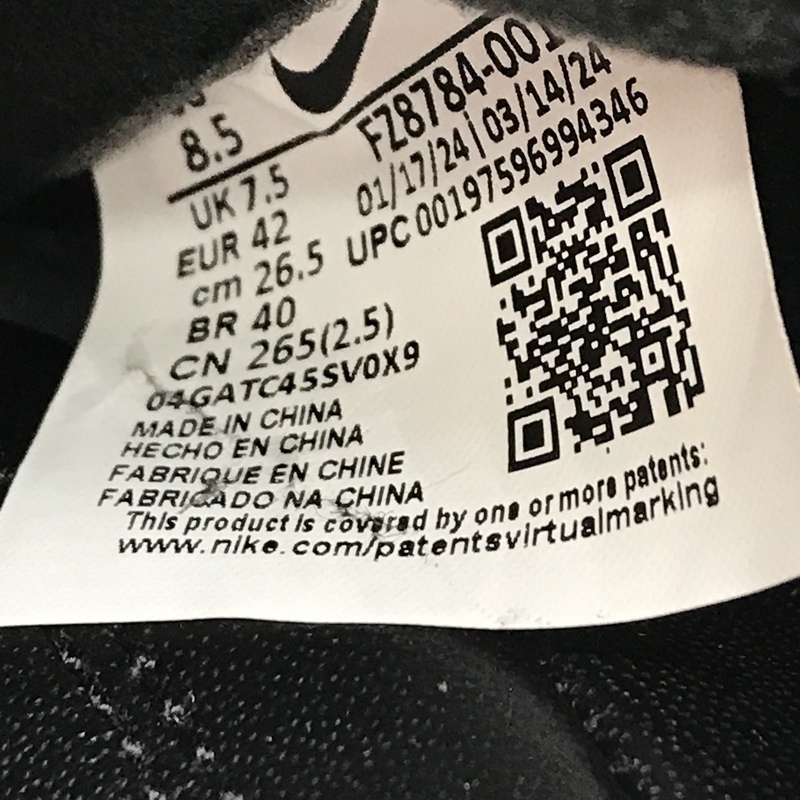 8.5
FZ8784-001
01/17/24 | 03/14/24
UPC 00197596994346
UK 7.5
EUR 42
cm 26.5
BR 40
CN 265(2.5)
04GATC45SV0X9
MADE IN CHINA
HECHO EN CHINA
FABRIQUE EN CHINE
FABRICADO NA CHINA
This product is covered by one or more patents:
www.nike.com/patentsvirtualmarking